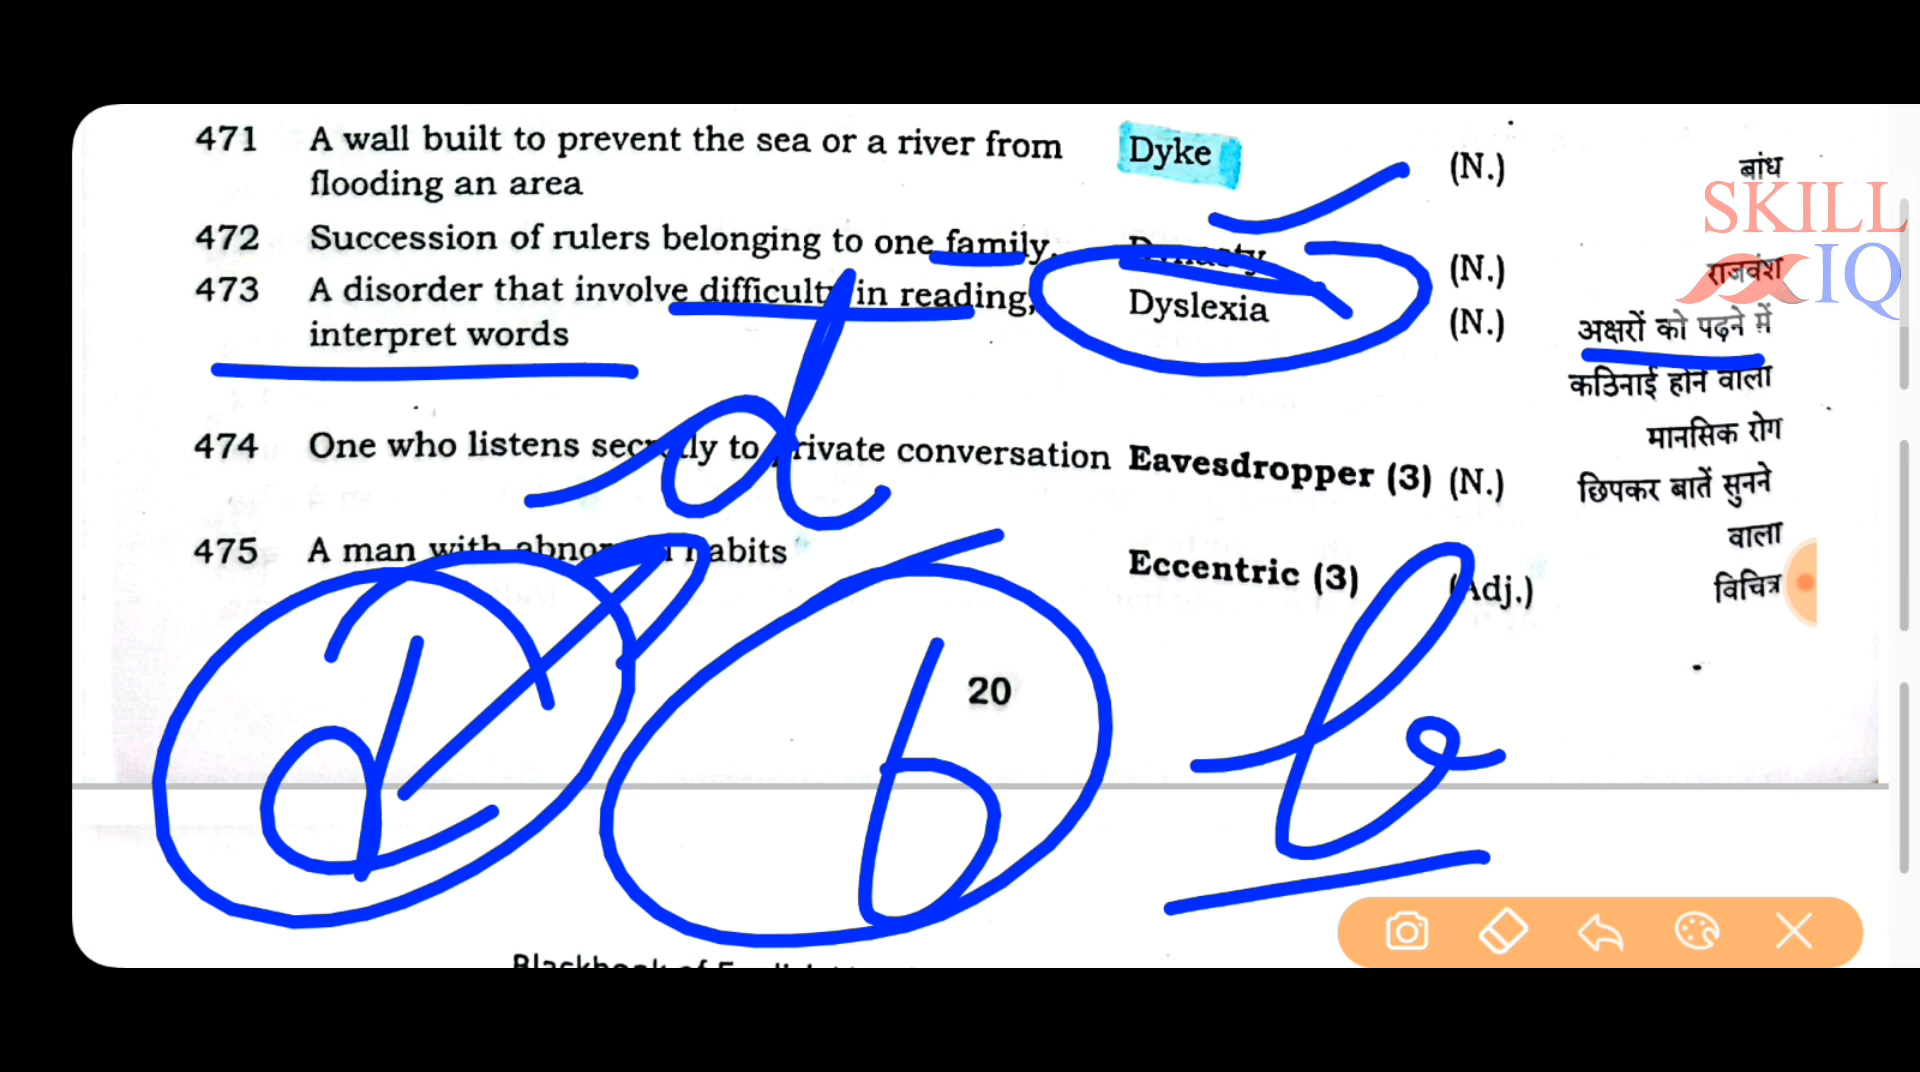 471 A wall built to prevent the sea or a river from Dyke (N.) बांध
flooding an area
SKILL
472 Succession of rulers belonging to one family. Dynasty (N.) राजवंश
IQ
473 A disorder that involve difficulty in reading, Dyslexia (N.) अक्षरों को पढ़ने में
interpret words
कठिनाई होने वाला
मानसिक रोग
d
474 One who listens secretly to private conversation Eavesdropper (3) (N.) छिपकर बातें सुनने
वाला
475 A man with abnormal habits Eccentric (3) (Adj.) विचित्र
20
d b b
Blackbook of